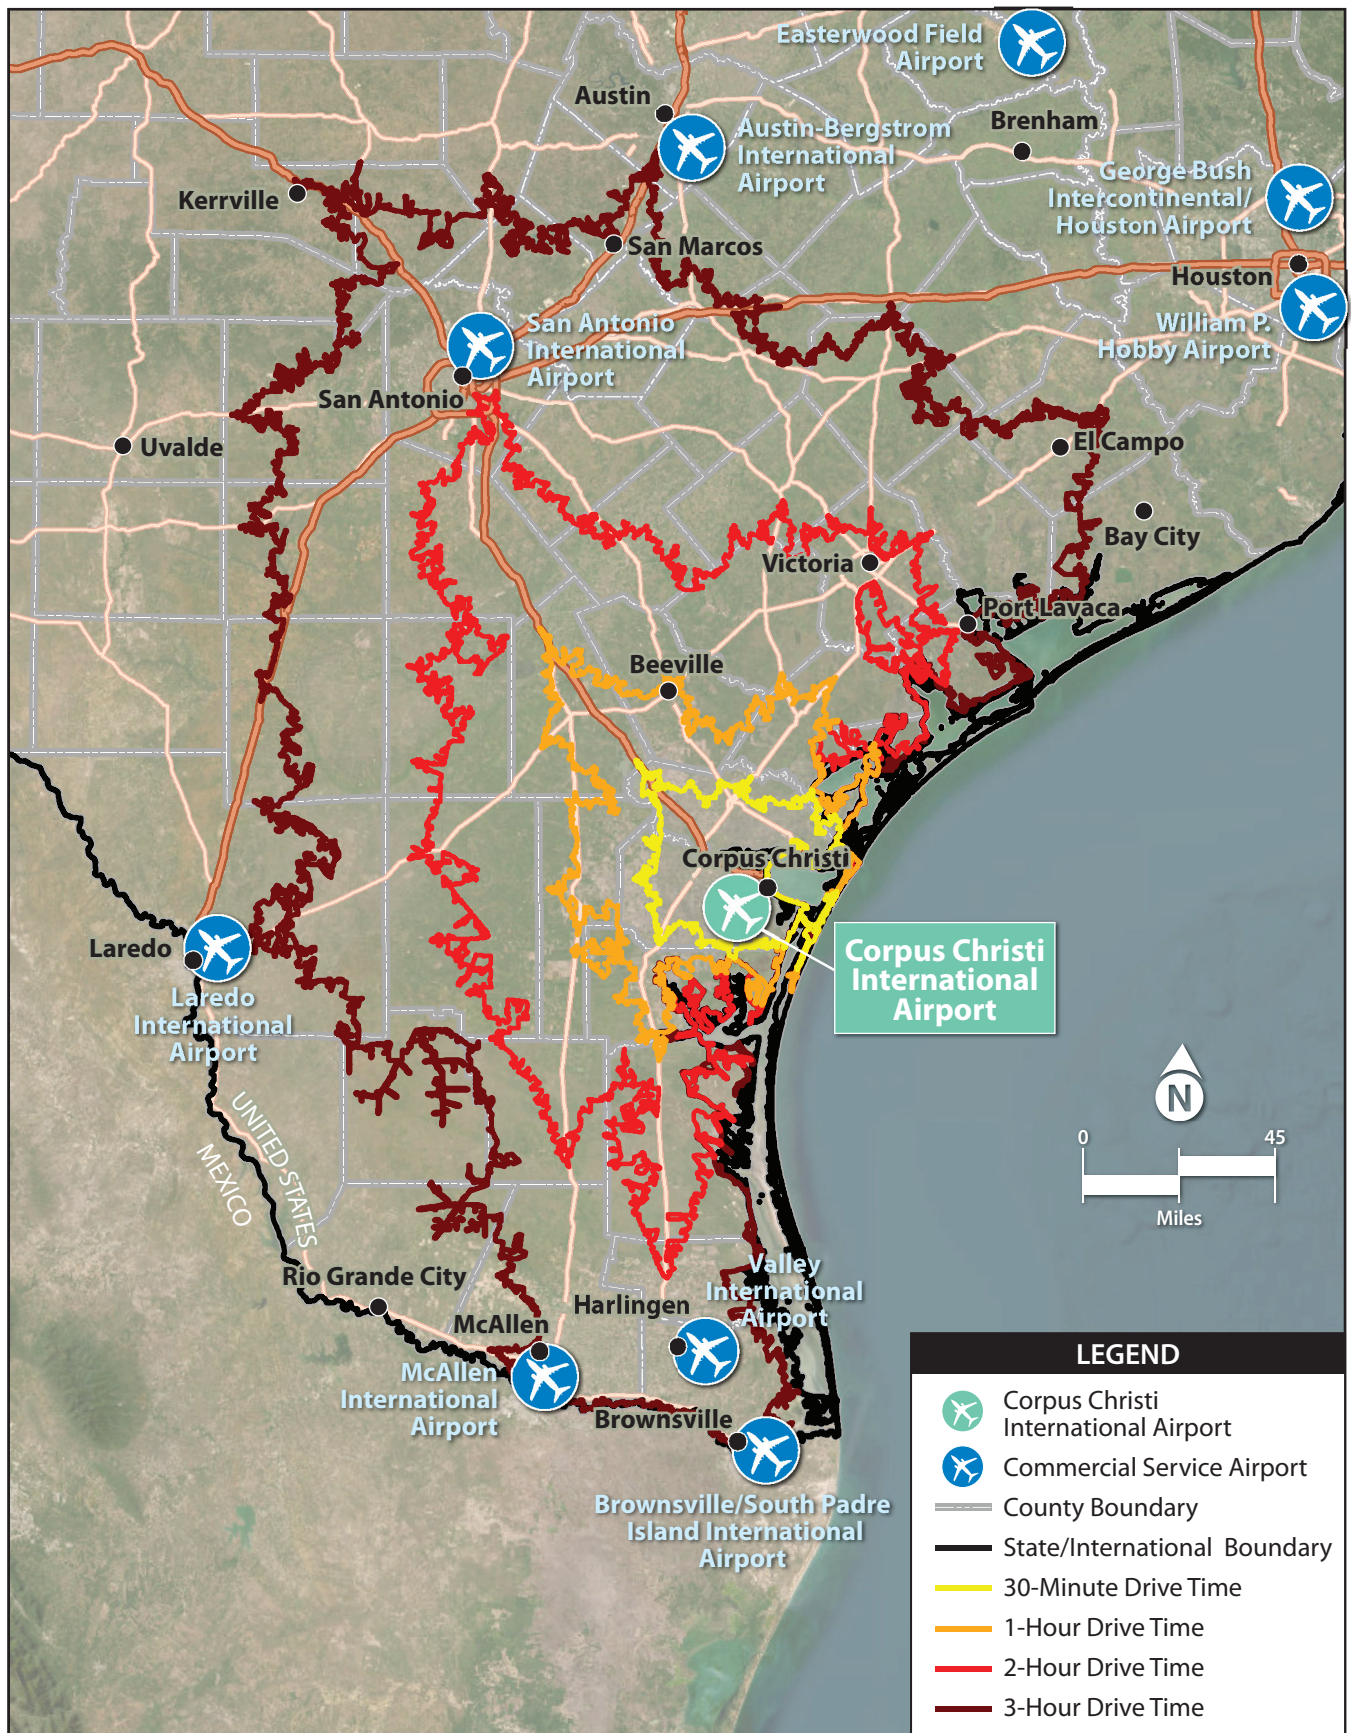 Easterwood Field
Airport
Austin
Austin-Bergstrom
International
Airport
Brenham
George Bush
Intercontinental/
Houston Airport
Kerrville
San Marcos
Houston
William P.
Hobby Airport
San Antonio
International
Airport
San Antonio
Uvalde
El Campo
Bay City
Victoria
Port Lavaca
Beeville
Corpus Christi
Corpus Christi
International
Airport
Laredo
Laredo
International
Airport
N
0 45
Miles
UNITED STATES
MEXICO
Rio Grande City
Valley
International
Airport
Harlingen
McAllen
McAllen
International
Airport
Brownsville
Brownsville/South Padre
Island International
Airport
LEGEND
Corpus Christi
International Airport
Commercial Service Airport
County Boundary
State/International Boundary
30-Minute Drive Time
1-Hour Drive Time
2-Hour Drive Time
3-Hour Drive Time